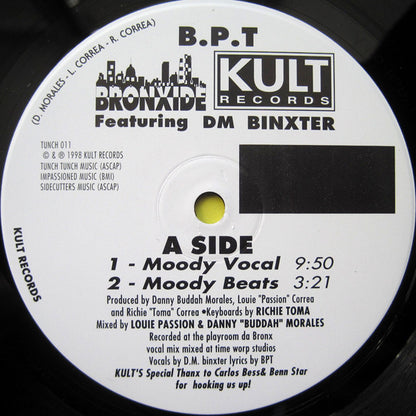 B.P.T
(D. MORALES - L. CORREA - R. CORREA)
BRONXIDE
KULT
RECORDS
Featuring DM BINXTER
TUNCH 011
© & ℗ 1998 KULT RECORDS
TUNCH TUNCH MUSIC (ASCAP)
IMPASSIONED MUSIC (BMI)
SIDECUTTERS MUSIC (ASCAP)
KULT RECORDS
A SIDE
1 - Moody Vocal 9:50
2 - Moody Beats 3:21
Produced by Danny Buddah Morales, Louie "Passion" Correa
and Richie "Toma" Correa •Keyboards by RICHIE TOMA
Mixed by LOUIE PASSION & DANNY "BUDDAH" MORALES
Recorded at the playroom da Bronx
vocal mix mixed at time worp studios
Vocals by D.M. binxter lyrics by BPT
KULT'S Special Thanx to Carlos Bess& Benn Star
for hooking us up!